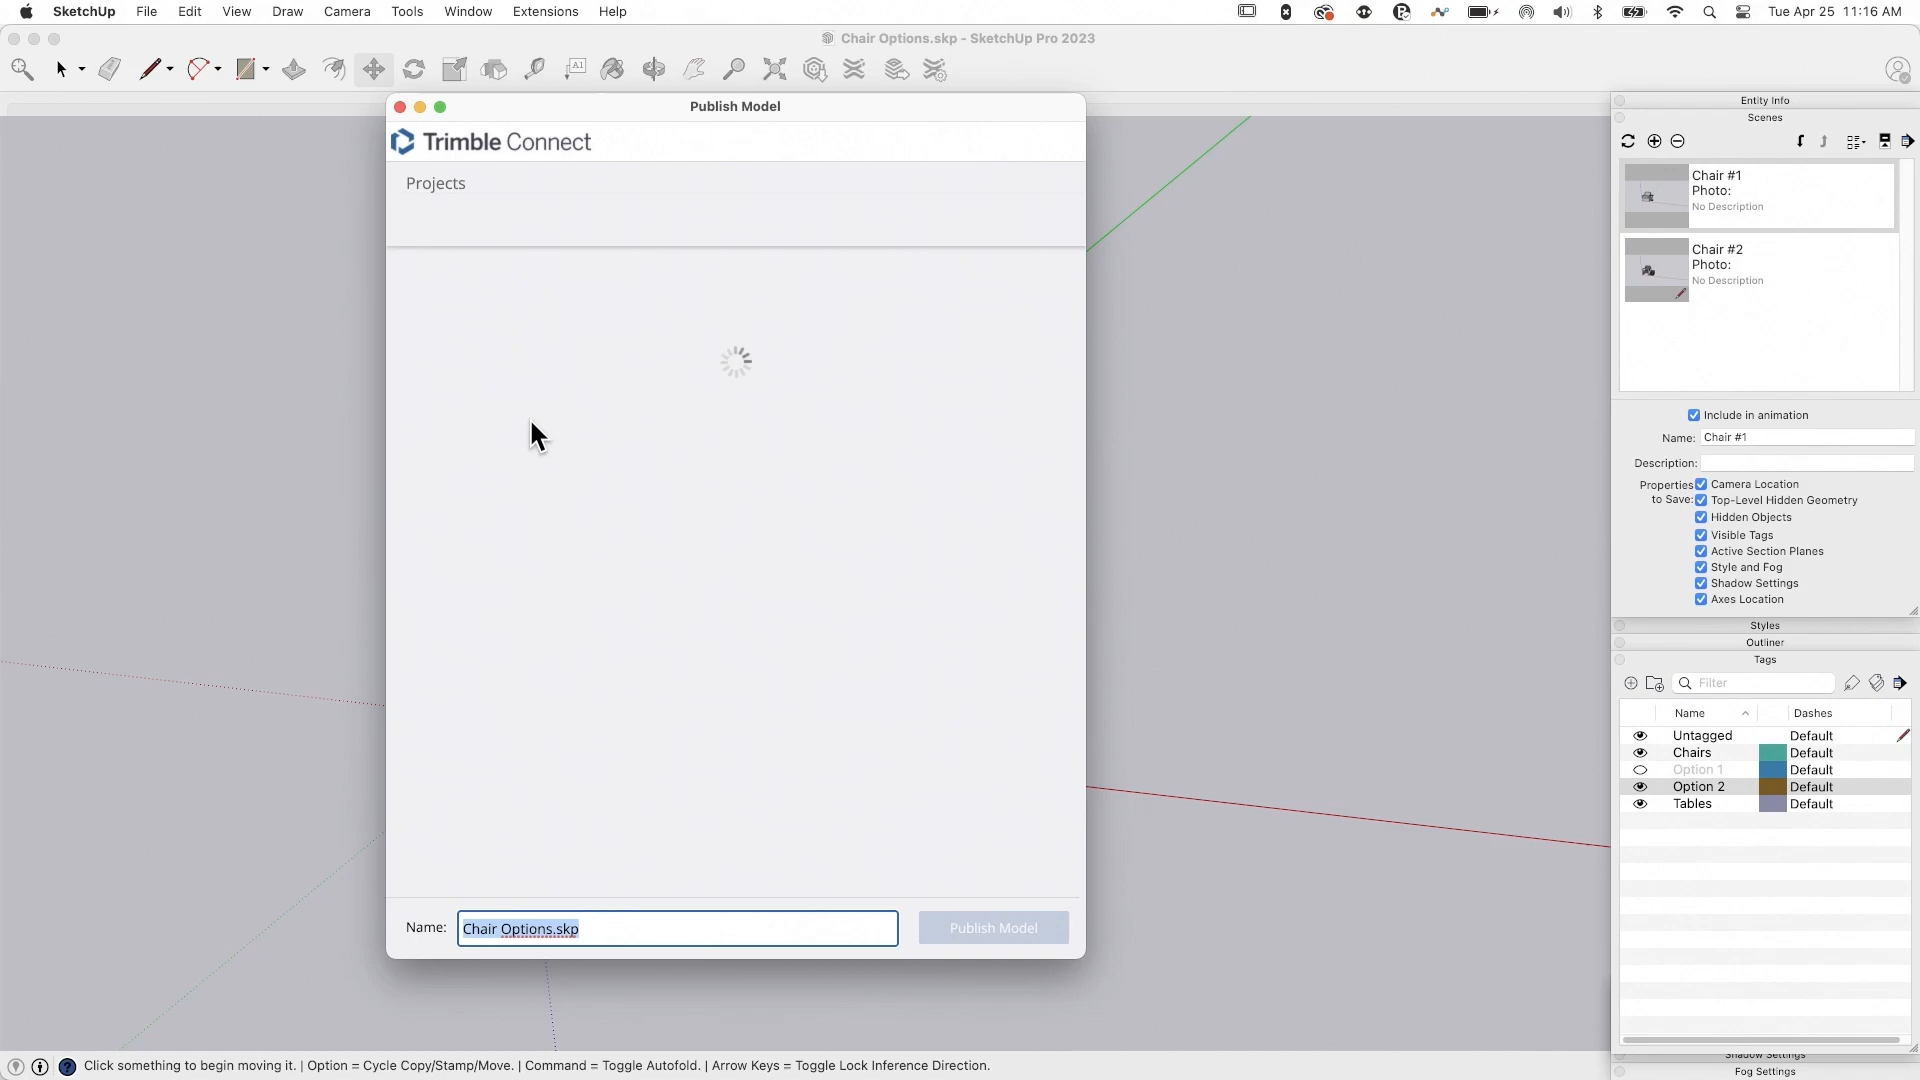 SketchUp File Edit View Draw Camera Tools Window Extensions Help
Tue Apr 25 11:16 AM
Chair Options.skp - SketchUp Pro 2023
A1
Publish Model
Trimble Connect
Projects
Name: Chair Options.skp
Publish Model
Entity Info
Scenes
Chair #1
Photo:
No Description
Chair #2
Photo:
No Description
Include in animation
Name: Chair #1
Description:
Properties to Save:
Camera Location
Top-Level Hidden Geometry
Hidden Objects
Visible Tags
Active Section Planes
Style and Fog
Shadow Settings
Axes Location
Styles
Outliner
Tags
Filter
Name Dashes
Untagged Default
Chairs Default
Option 1 Default
Option 2 Default
Tables Default
Shadow Settings
Fog Settings
Click something to begin moving it. | Option = Cycle Copy/Stamp/Move. | Command = Toggle Autofold. | Arrow Keys = Toggle Lock Inference Direction.